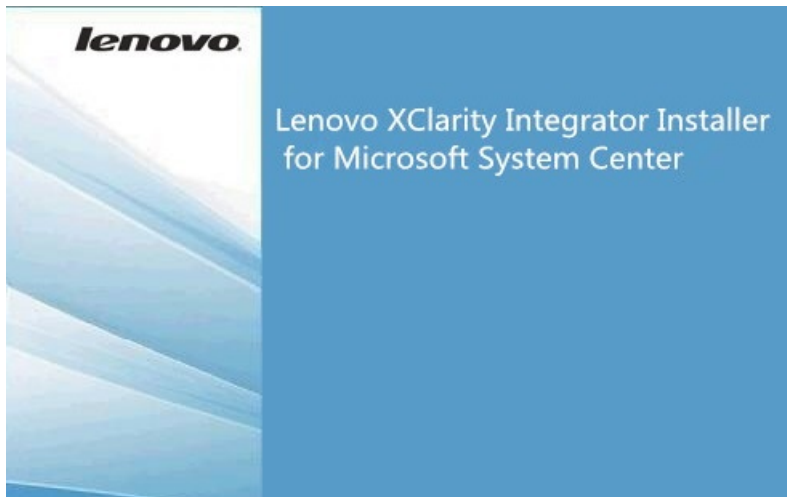 lenovo.
Lenovo XClarity Integrator Installer
for Microsoft System Center